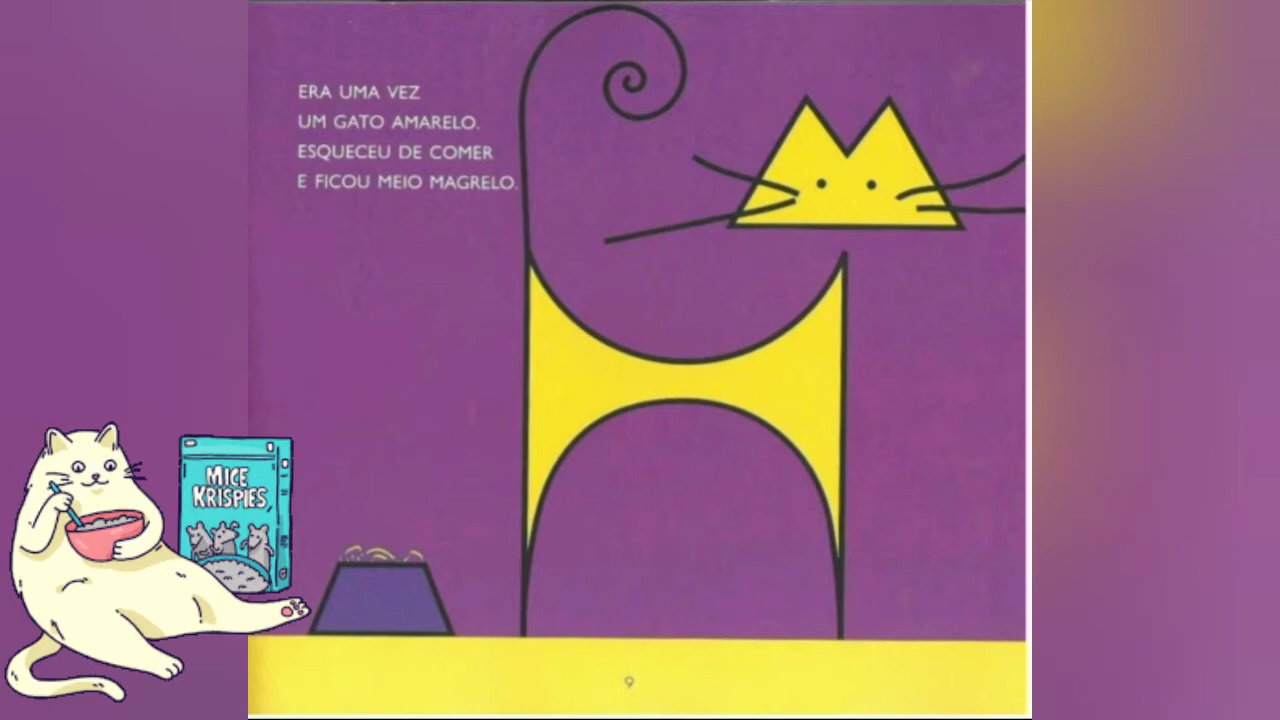 ERA UMA VEZ
UM GATO AMARELO.
ESQUECEU DE COMER
E FICOU MEIO MAGRELO.
MICE
KRISPIES
9